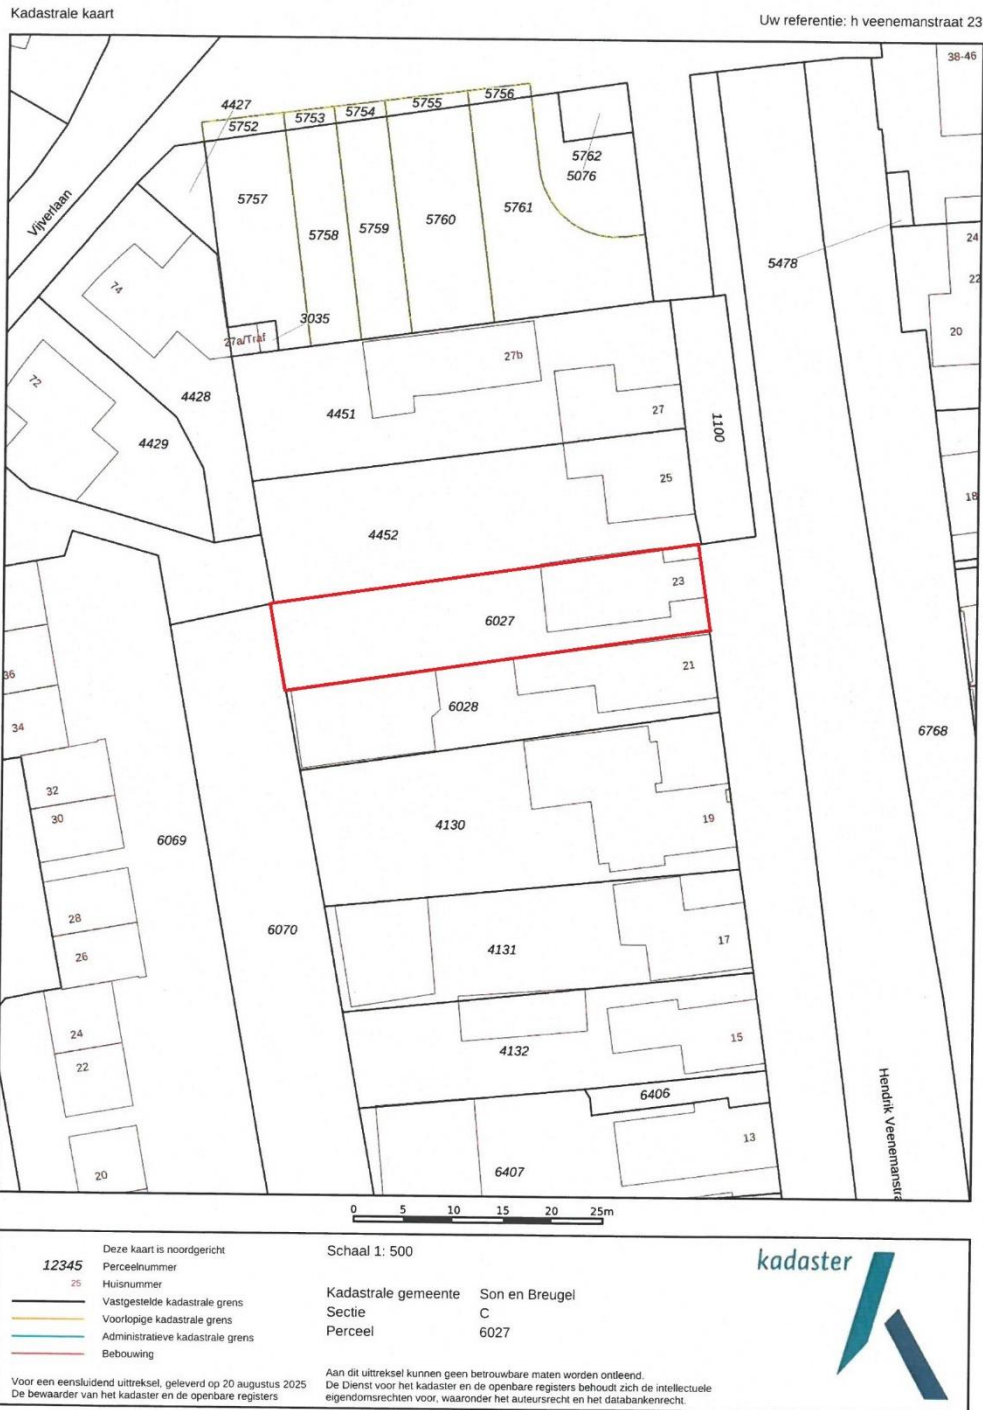 Kadastrale kaart
Uw referentie: h veenemanstraat 23
38-46
4427
5752
5753
5754
5755
5756
5762
5076
5757
5758
5759
5760
5761
Vijverlaan
74
5478
24
22
20
3035
27a/Traf
27b
72
4428
4429
4451
27
1100
25
18
4452
23
6027
21
6028
36
34
6768
32
30
4130
19
6069
28
26
6070
4131
17
24
22
4132
15
6406
Hendrik Veenemanstra
13
20
6407
0 5 10 15 20 25m
Deze kaart is noordgericht
12345 Perceelnummer
25 Huisnummer
Vastgestelde kadastrale grens
Voorlopige kadastrale grens
Administratieve kadastrale grens
Bebouwing
Voor een eensluidend uittreksel, geleverd op 20 augustus 2025
De bewaarder van het kadaster en de openbare registers
Schaal 1: 500
Kadastrale gemeente Son en Breugel
Sectie C
Perceel 6027
Aan dit uittreksel kunnen geen betrouwbare maten worden ontleend.
De Dienst voor het kadaster en de openbare registers behoudt zich de intellectuele
eigendomsrechten voor, waaronder het auteursrecht en het databankenrecht.
kadaster